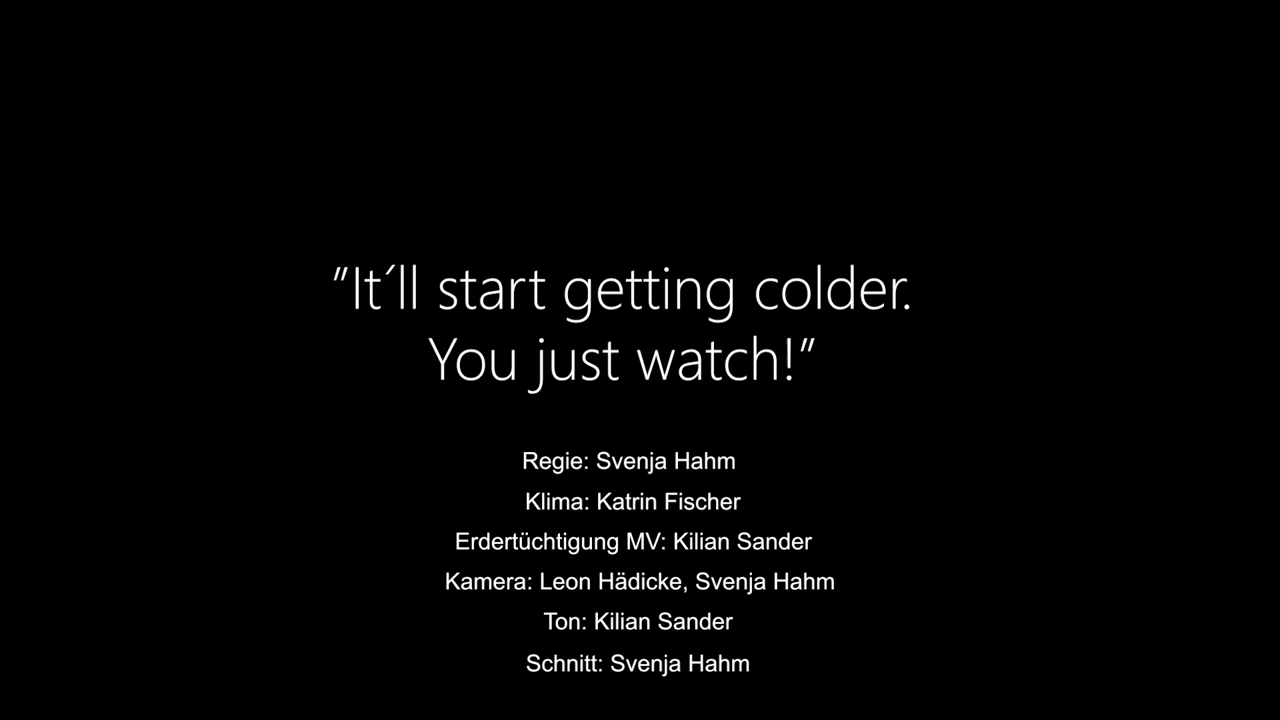 ”It´ll start getting colder.
You just watch!”
Regie: Svenja Hahm
Klima: Katrin Fischer
Erdertüchtigung MV: Kilian Sander
Kamera: Leon Hädicke, Svenja Hahm
Ton: Kilian Sander
Schnitt: Svenja Hahm